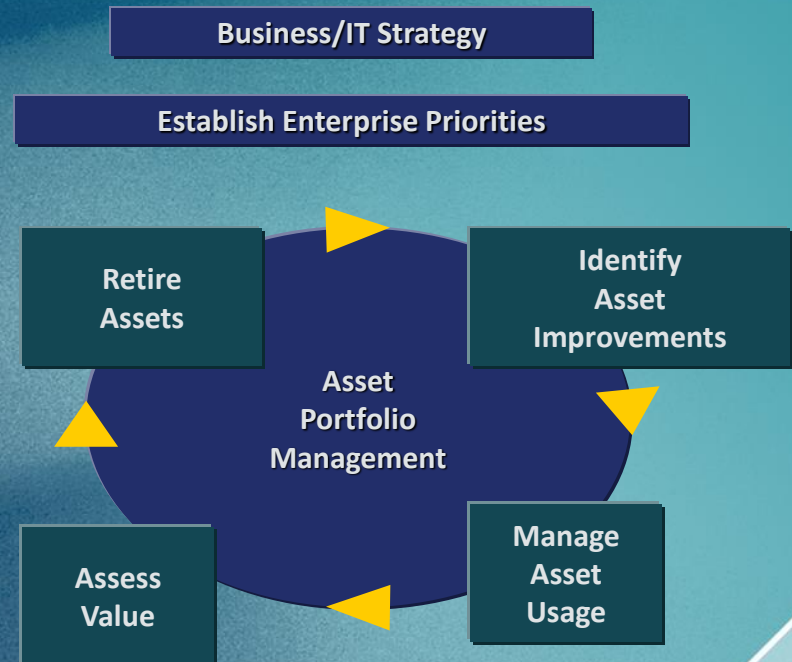 Business/IT Strategy
Establish Enterprise Priorities
Retire
Assets
Identify
Asset
Improvements
Asset
Portfolio
Management
Assess
Value
Manage
Asset
Usage